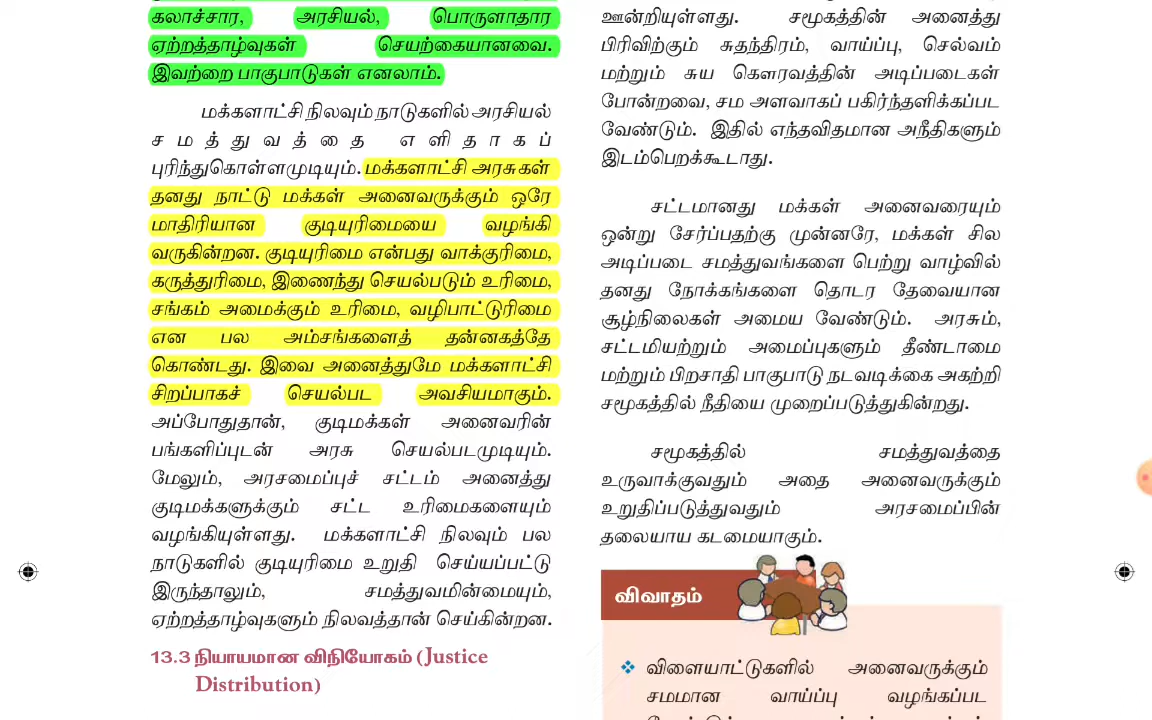 கலாச்சார, அரசியல், பொருளாதார
ஏற்றத்தாழ்வுகள் செயற்கையானவை.
இவற்றை பாகுபாடுகள் எனலாம்.
மக்களாட்சி நிலவும் நாடுகளில் அரசியல்
சமத்துவத்தை எளிதாகப்
புரிந்துகொள்ளமுடியும். மக்களாட்சி அரசுகள்
தனது நாட்டு மக்கள் அனைவருக்கும் ஒரே
மாதிரியான குடியுரிமையை வழங்கி
வருகின்றன. குடியுரிமை என்பது வாக்குரிமை,
கருத்துரிமை, இணைந்து செயல்படும் உரிமை,
சங்கம் அமைக்கும் உரிமை, வழிபாட்டுரிமை
என பல அம்சங்களைத் தன்னகத்தே
கொண்டது. இவை அனைத்துமே மக்களாட்சி
சிறப்பாகச் செயல்பட அவசியமாகும்.
அப்போதுதான், குடிமக்கள் அனைவரின்
பங்களிப்புடன் அரசு செயல்படமுடியும்.
மேலும், அரசமைப்புச் சட்டம் அனைத்து
குடிமக்களுக்கும் சட்ட உரிமைகளையும்
வழங்கியுள்ளது. மக்களாட்சி நிலவும் பல
நாடுகளில் குடியுரிமை உறுதி செய்யப்பட்டு
இருந்தாலும், சமத்துவமின்மையும்,
ஏற்றத்தாழ்வுகளும் நிலவத்தான் செய்கின்றன.
13.3 நியாயமான விநியோகம் (Justice
Distribution)
ஊன்றியுள்ளது. சமூகத்தின் அனைத்து
பிரிவிற்கும் சுதந்திரம், வாய்ப்பு, செல்வம்
மற்றும் சுய கௌரவத்தின் அடிப்படைகள்
போன்றவை, சம அளவாகப் பகிர்ந்தளிக்கப்பட
வேண்டும். இதில் எந்தவிதமான அநீதிகளும்
இடம்பெறக்கூடாது.
சட்டமானது மக்கள் அனைவரையும்
ஒன்று சேர்ப்பதற்கு முன்னரே, மக்கள் சில
அடிப்படை சமத்துவங்களை பெற்று வாழ்வில்
தனது நோக்கங்களை தொடர தேவையான
சூழ்நிலைகள் அமைய வேண்டும். அரசும்,
சட்டமியற்றும் அமைப்புகளும் தீண்டாமை
மற்றும் பிறசாதி பாகுபாடு நடவடிக்கை அகற்றி
சமூகத்தில் நீதியை முறைப்படுத்துகின்றது.
சமூகத்தில் சமத்துவத்தை
உருவாக்குவதும் அதை அனைவருக்கும்
உறுதிப்படுத்துவதும் அரசமைப்பின்
தலையாய கடமையாகும்.
விவாதம்
❖ விளையாட்டுகளில் அனைவருக்கும்
சமமான வாய்ப்பு வழங்கப்பட